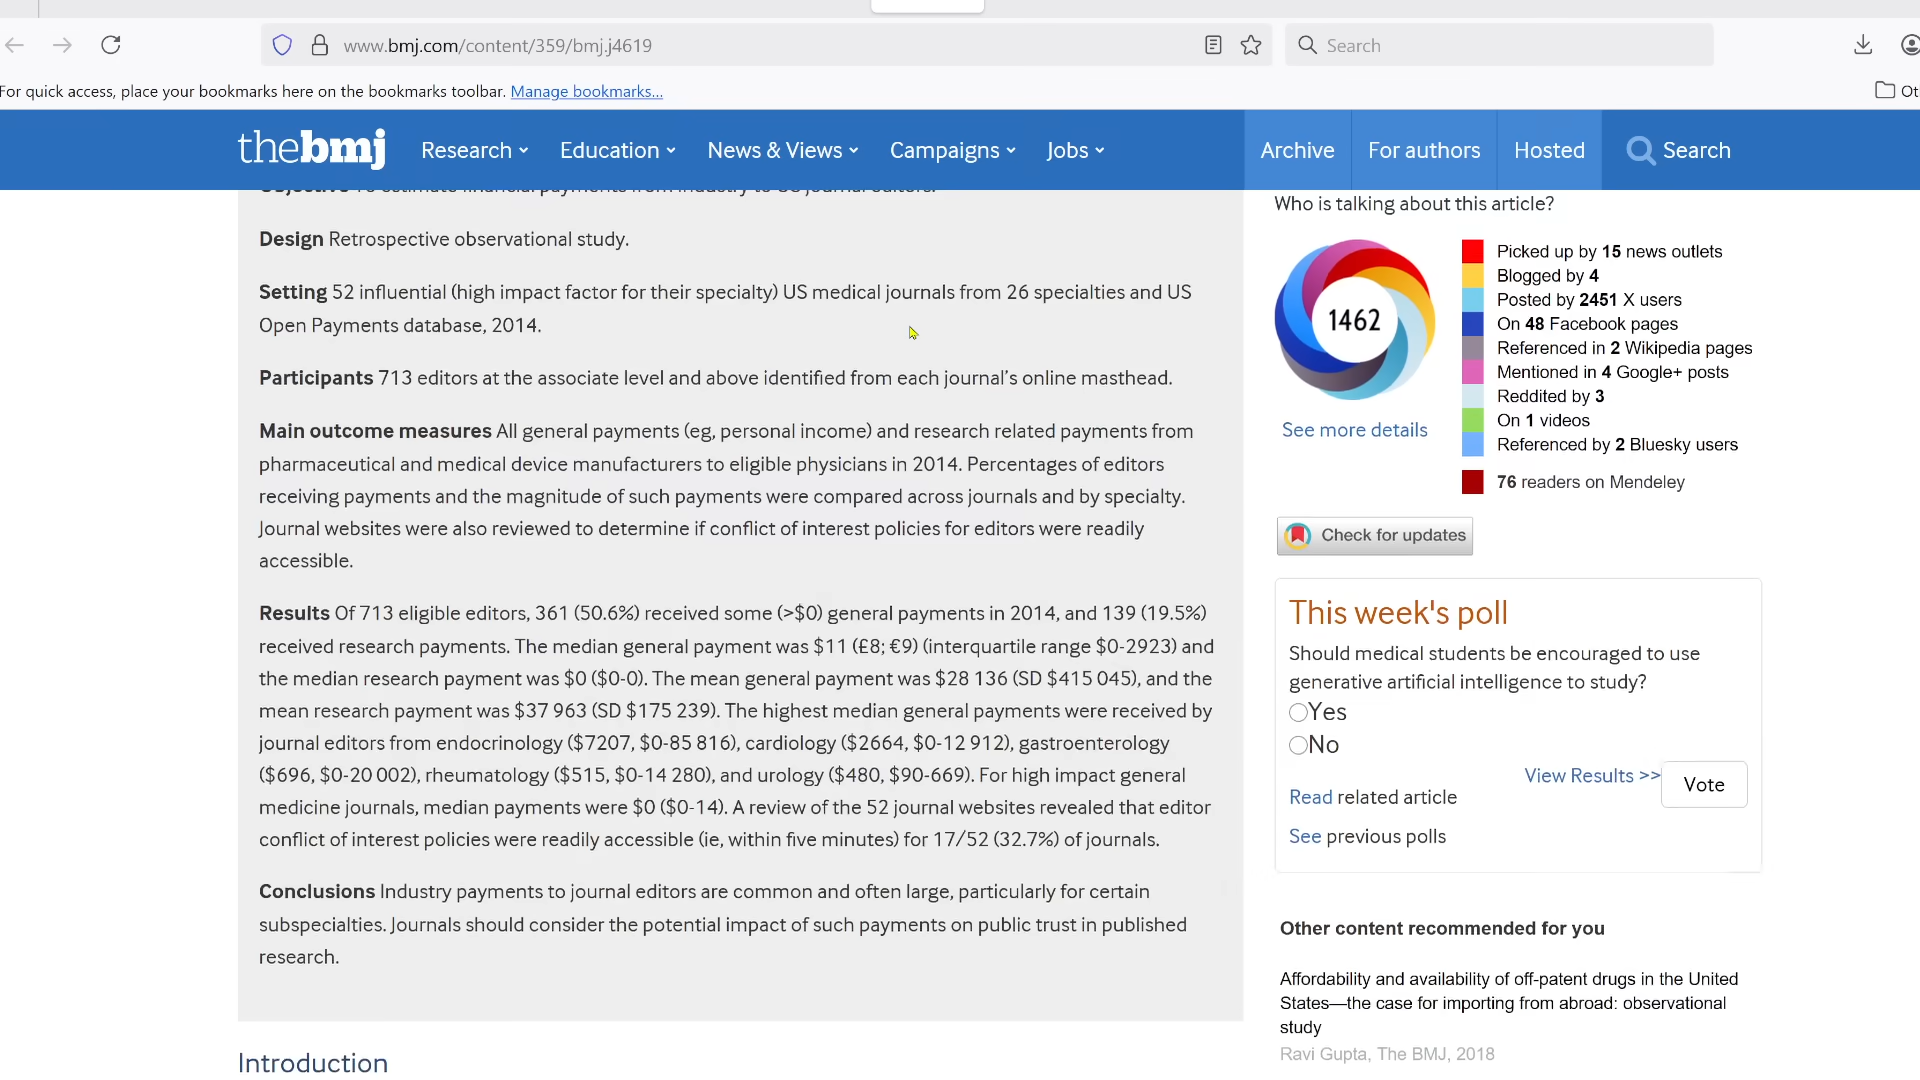 www.bmj.com/content/359/bmj.j4619
Search
For quick access, place your bookmarks here on the bookmarks toolbar. Manage bookmarks...
thebmj
Research
Education
News & Views
Campaigns
Jobs
Archive
For authors
Hosted
Search
Objective To estimate financial payments from industry to US journal editors.
Design Retrospective observational study.
Setting 52 influential (high impact factor for their specialty) US medical journals from 26 specialties and US
Open Payments database, 2014.
Participants 713 editors at the associate level and above identified from each journal’s online masthead.
Main outcome measures All general payments (eg, personal income) and research related payments from
pharmaceutical and medical device manufacturers to eligible physicians in 2014. Percentages of editors
receiving payments and the magnitude of such payments were compared across journals and by specialty.
Journal websites were also reviewed to determine if conflict of interest policies for editors were readily
accessible.
Results Of 713 eligible editors, 361 (50.6%) received some (>$0) general payments in 2014, and 139 (19.5%)
received research payments. The median general payment was $11 (£8; €9) (interquartile range $0-2923) and
the median research payment was $0 ($0-0). The mean general payment was $28 136 (SD $415 045), and the
mean research payment was $37 963 (SD $175 239). The highest median general payments were received by
journal editors from endocrinology ($7207, $0-85 816), cardiology ($2664, $0-12 912), gastroenterology
($696, $0-20 002), rheumatology ($515, $0-14 280), and urology ($480, $90-669). For high impact general
medicine journals, median payments were $0 ($0-14). A review of the 52 journal websites revealed that editor
conflict of interest policies were readily accessible (ie, within five minutes) for 17/52 (32.7%) of journals.
Conclusions Industry payments to journal editors are common and often large, particularly for certain
subspecialties. Journals should consider the potential impact of such payments on public trust in published
research.
Introduction
Who is talking about this article?
1462
See more details
Picked up by 15 news outlets
Blogged by 4
Posted by 2451 X users
On 48 Facebook pages
Referenced in 2 Wikipedia pages
Mentioned in 4 Google+ posts
Reddited by 3
On 1 videos
Referenced by 2 Bluesky users
76 readers on Mendeley
Check for updates
This week's poll
Should medical students be encouraged to use
generative artificial intelligence to study?
Yes
No
View Results >>
Vote
Read related article
See previous polls
Other content recommended for you
Affordability and availability of off-patent drugs in the United
States—the case for importing from abroad: observational
study
Ravi Gupta, The BMJ, 2018